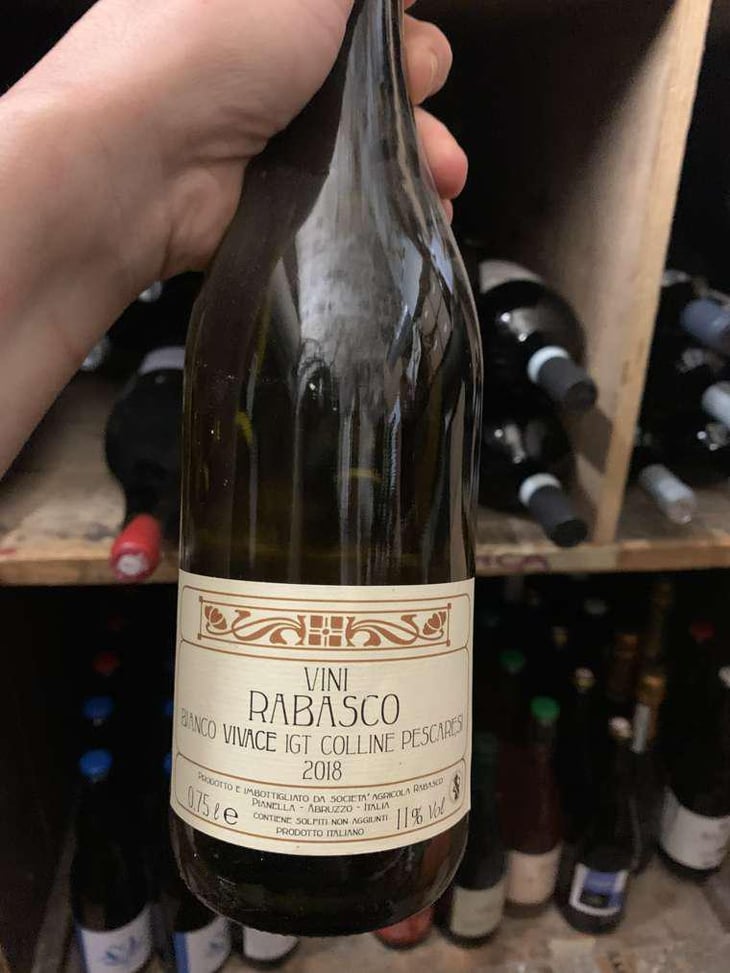 VINI
RABASCO
BIANCO VIVACE IGT COLLINE PESCARESI
2018
PRODOTTO E IMBOTTIGLIATO DA SOCIETA' AGRICOLA RABASCO
PIANELLA - ABRUZZO - ITALIA
0,75 l e
CONTIENE SOLFITI NON AGGIUNTI
11% Vol
PRODOTTO ITALIANO